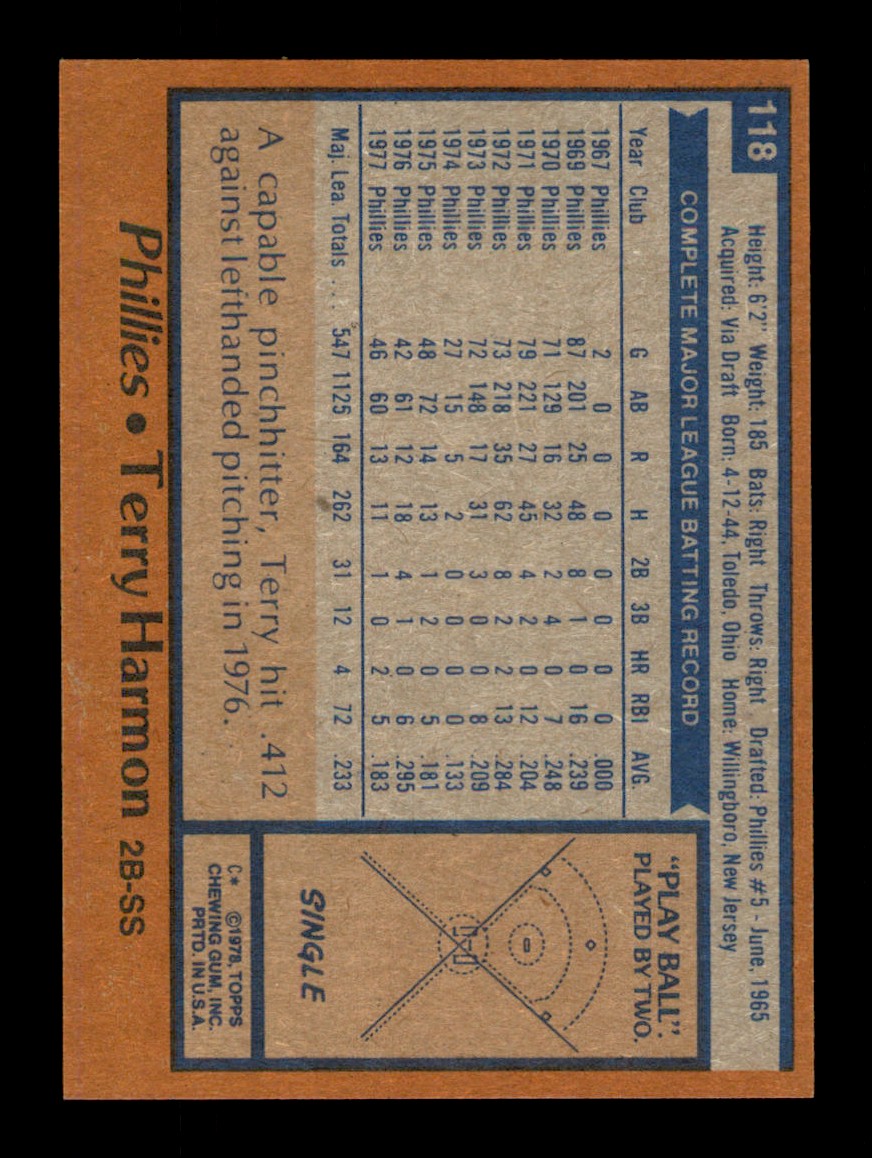 118
Height: 6'2" Weight: 185 Bats: Right Throws: Right Drafted: Phillies #5 - June, 1965
Acquired: Via Draft Born: 4-12-44, Toledo, Ohio Home: Willingboro, New Jersey
COMPLETE MAJOR LEAGUE BATTING RECORD
Year Club G AB R H 2B 3B HR RBI AVG.
1967 Phillies 2 0 0 0 0 0 0 0 .000
1969 Phillies 87 201 25 48 8 1 0 16 .239
1970 Phillies 71 129 16 32 2 4 0 7 .248
1971 Phillies 79 221 27 45 4 2 0 12 .204
1972 Phillies 73 218 35 62 8 2 2 13 .284
1973 Phillies 72 148 17 31 3 0 0 8 .209
1974 Phillies 27 15 5 2 0 0 0 0 .133
1975 Phillies 48 72 14 13 1 2 0 5 .181
1976 Phillies 42 61 12 18 4 1 0 6 .295
1977 Phillies 46 60 13 11 1 0 2 5 .183
Maj. Lea. Totals .... 547 1125 164 262 31 12 4 72 .233
A capable pinchhitter, Terry hit .412
against lefthanded pitching in 1976.
"PLAY BALL"
PLAYED BY TWO.
SINGLE
C* ©1978, TOPPS
CHEWING GUM, INC.
PRTD. IN U.S.A.
Phillies • Terry Harmon 2B-SS